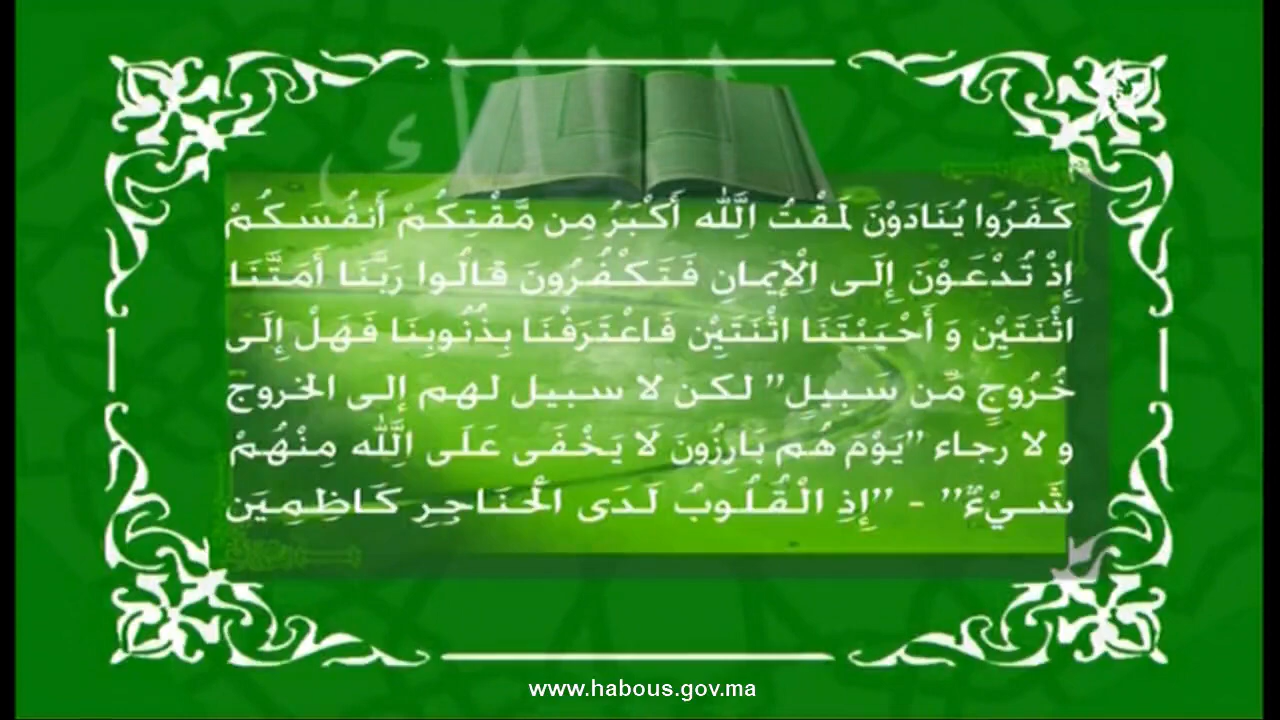 كَفَرُوا يُنَادَوْنَ لَمَقْتُ اللَّهِ أَكْبَرُ مِن مَّقْتِكُمْ أَنفُسَكُمْ
إِذْ تُدْعَوْنَ إِلَى الْإِيمَانِ فَتَكْفُرُونَ قَالُوا رَبَّنَا أَمَتَّنَا
اثْنَتَيْنِ وَ أَحْيَيْتَنَا اثْنَتَيْنِ فَاعْتَرَفْنَا بِذُنُوبِنَا فَهَلْ إِلَى
خُرُوجٍ مِّن سَبِيلٍ” لكن لا سبيل لهم إلى الخروج
و لا رجاء ”يَوْمَ هُم بَارِزُونَ لَا يَخْفَى عَلَى اللَّهِ مِنْهُمْ
شَيْءٌ” - ”إِذِ الْقُلُوبُ لَدَى الْحَنَاجِرِ كَاظِمِينَ
www.habous.gov.ma